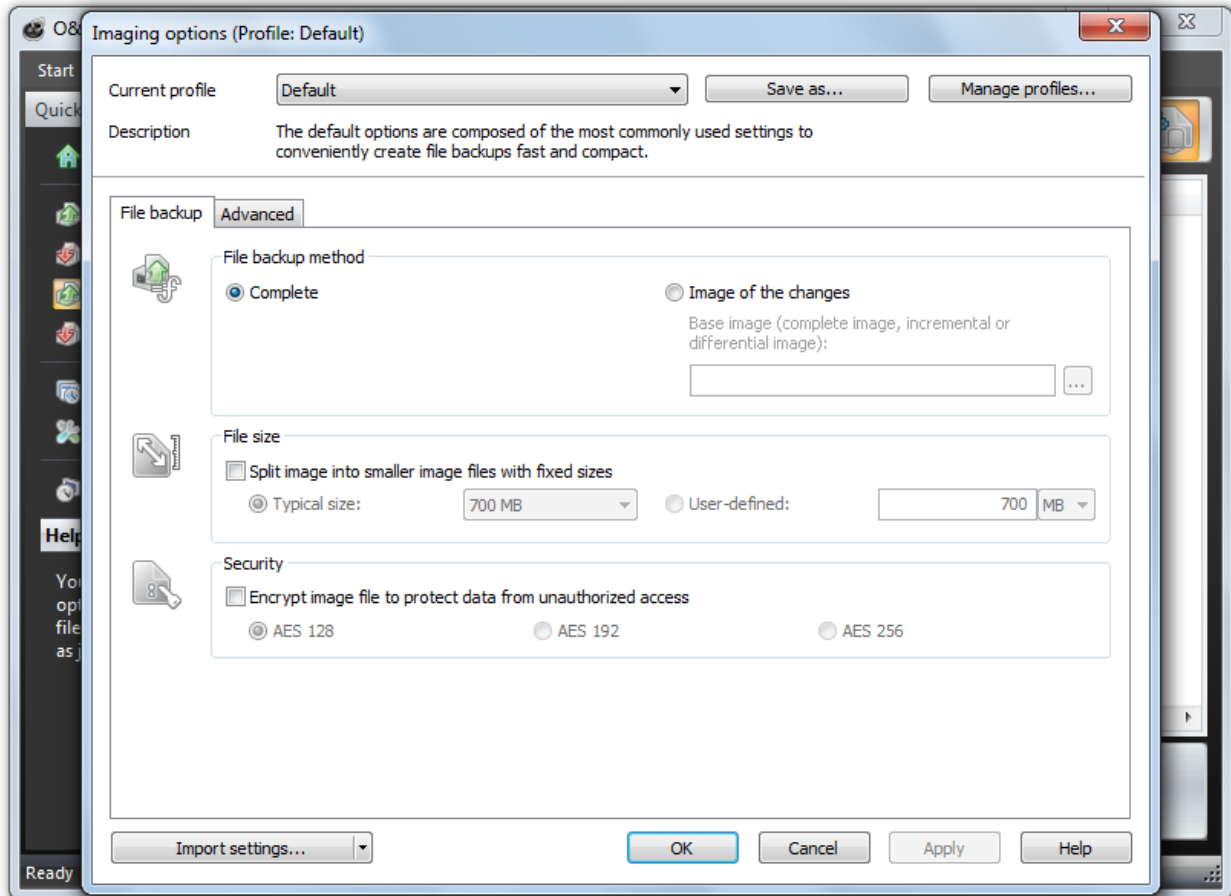 O&
Imaging options (Profile: Default)
Start
Quick
Current profile
Default
Save as...
Manage profiles...
Description
The default options are composed of the most commonly used settings to
conveniently create file backups fast and compact.
File backup
Advanced
File backup method
Complete
Image of the changes
Base image (complete image, incremental or
differential image):
...
File size
Split image into smaller image files with fixed sizes
Typical size:
700 MB
User-defined:
700
MB
Security
Encrypt image file to protect data from unauthorized access
AES 128
AES 192
AES 256
Help
You
opt
file
as j
Import settings...
OK
Cancel
Apply
Help
Ready